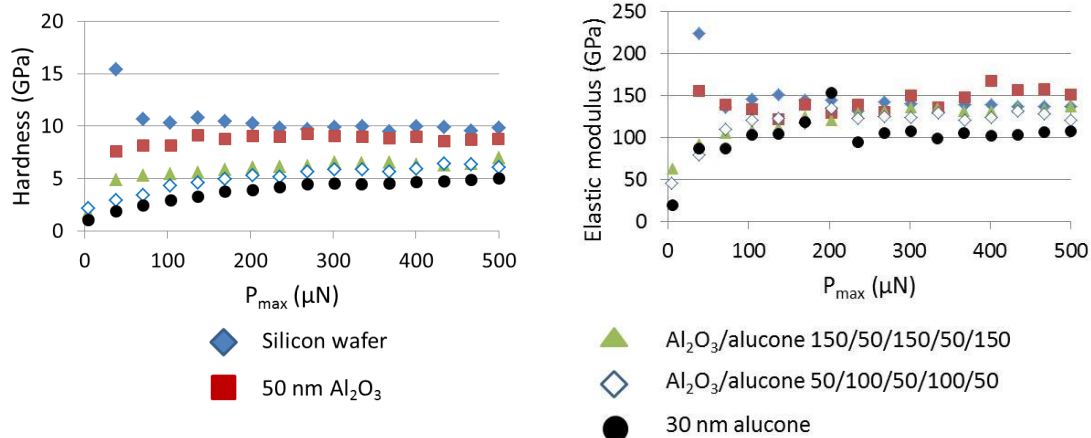 Hardness (GPa)
20
15
10
5
0
0 100 200 300 400 500
Pmax (µN)
Elastic modulus (GPa)
250
200
150
100
50
0
0 100 200 300 400 500
Pmax (µN)
Silicon wafer
50 nm Al2O3
Al2O3/alucone 150/50/150/50/150
Al2O3/alucone 50/100/50/100/50
30 nm alucone